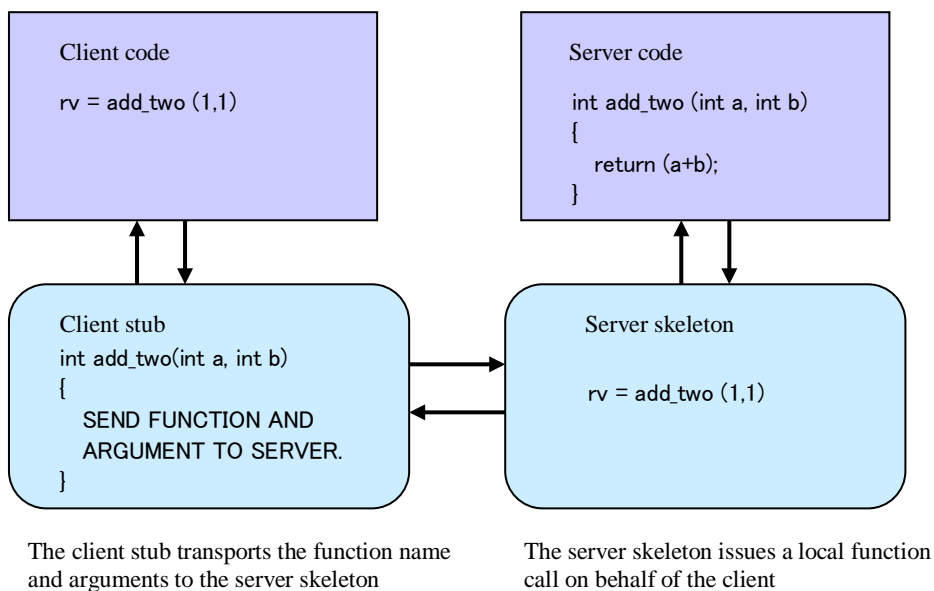 Client code
rv = add_two (1,1)
Server code
int add_two (int a, int b)
{
return (a+b);
}
Client stub
int add_two(int a, int b)
{
SEND FUNCTION AND
ARGUMENT TO SERVER.
}
Server skeleton
rv = add_two (1,1)
The client stub transports the function name
and arguments to the server skeleton
The server skeleton issues a local function
call on behalf of the client